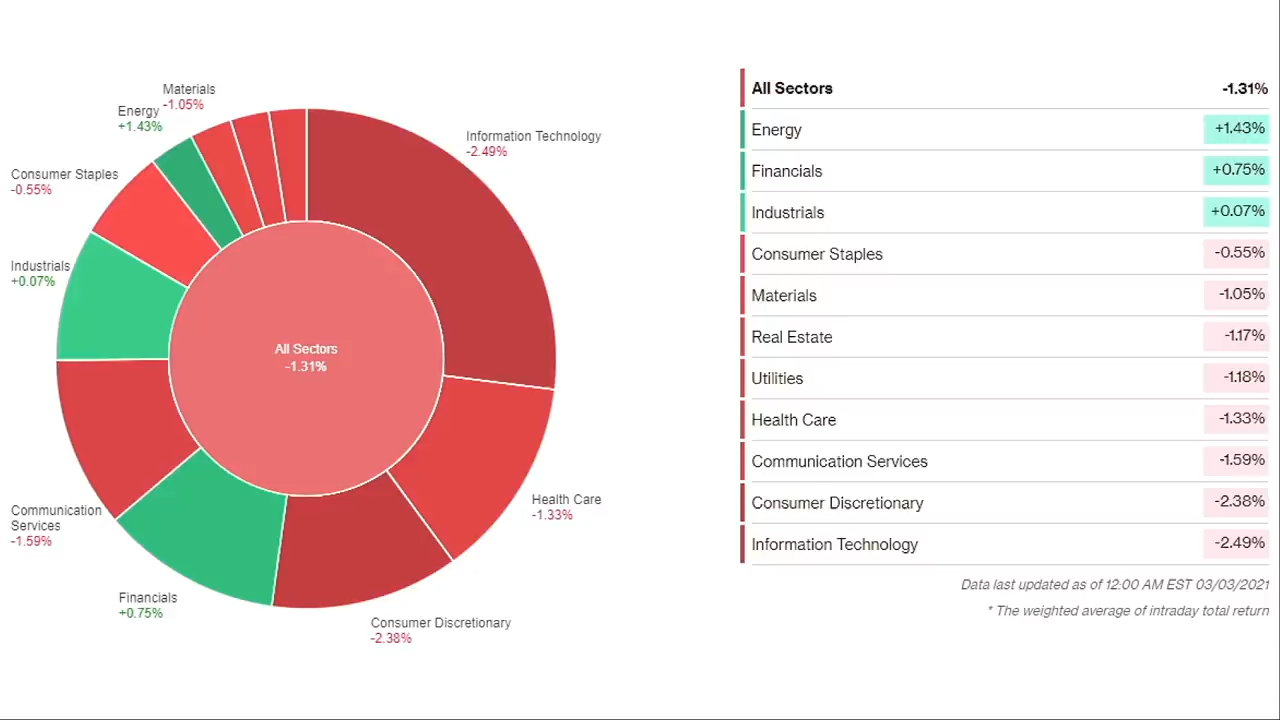 Materials
-1.05%
Energy
+1.43%
Information Technology
-2.49%
Consumer Staples
-0.55%
Industrials
+0.07%
All Sectors
-1.31%
Health Care
-1.33%
Communication
Services
-1.59%
Financials
+0.75%
Consumer Discretionary
-2.38%
All Sectors -1.31%
Energy +1.43%
Financials +0.75%
Industrials +0.07%
Consumer Staples -0.55%
Materials -1.05%
Real Estate -1.17%
Utilities -1.18%
Health Care -1.33%
Communication Services -1.59%
Consumer Discretionary -2.38%
Information Technology -2.49%
Data last updated as of 12:00 AM EST 03/03/2021
* The weighted average of intraday total return